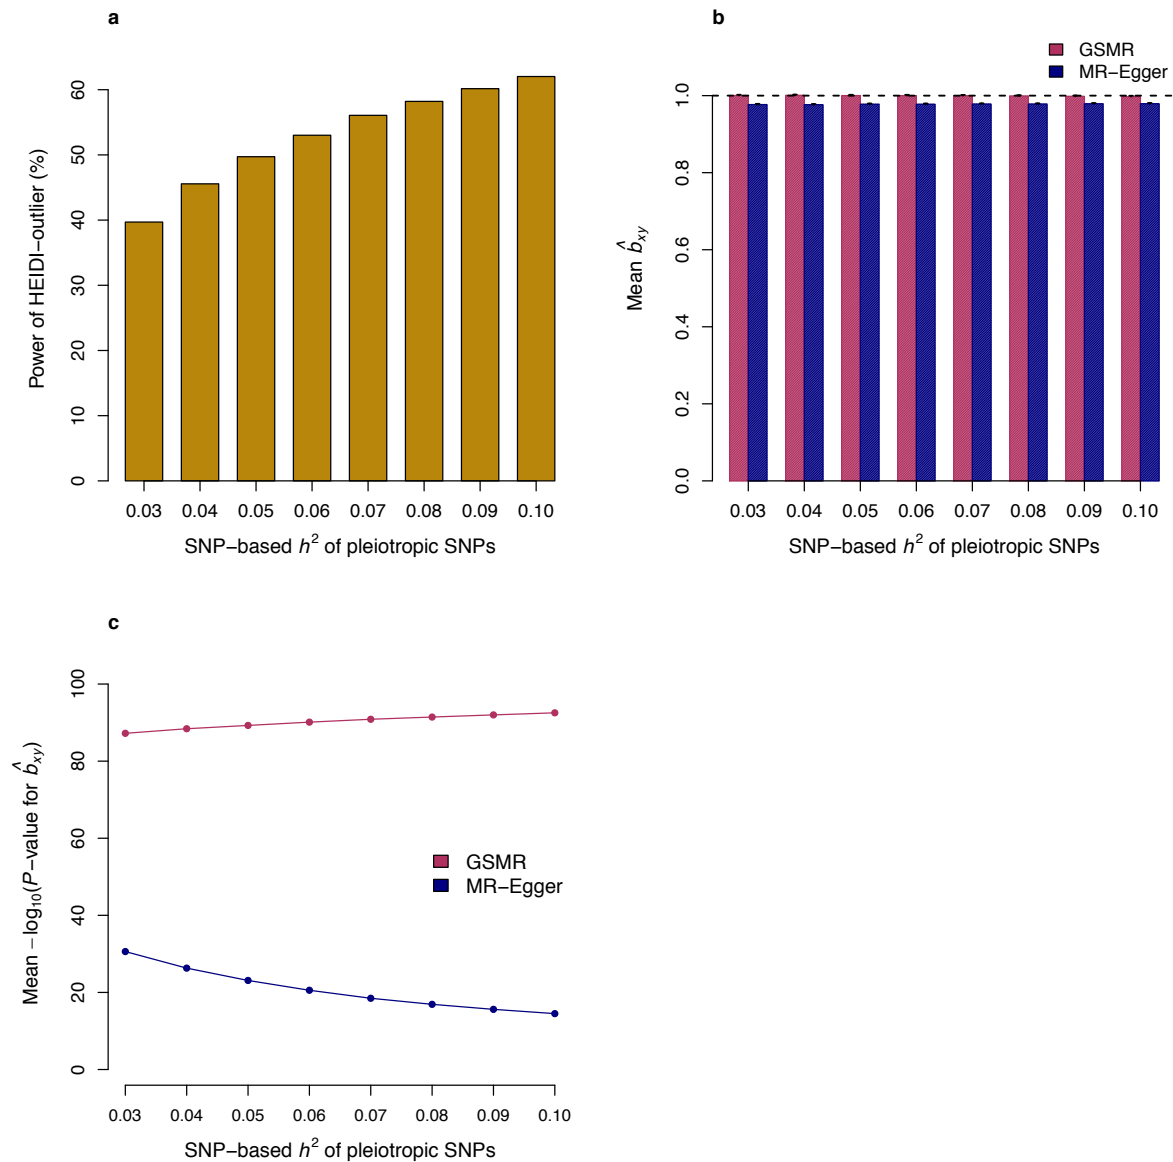 a
Power of HEIDI−outlier (%)
60
50
40
30
20
10
0
0.03 0.04 0.05 0.06 0.07 0.08 0.09 0.10
SNP−based h² of pleiotropic SNPs
b
GSMR
MR−Egger
Mean b̂xy
1.0
0.8
0.6
0.4
0.2
0.0
0.03 0.04 0.05 0.06 0.07 0.08 0.09 0.10
SNP−based h² of pleiotropic SNPs
c
Mean −log₁₀(P−value for b̂xy)
100
80
60
40
20
0
GSMR
MR−Egger
0.03 0.04 0.05 0.06 0.07 0.08 0.09 0.10
SNP−based h² of pleiotropic SNPs